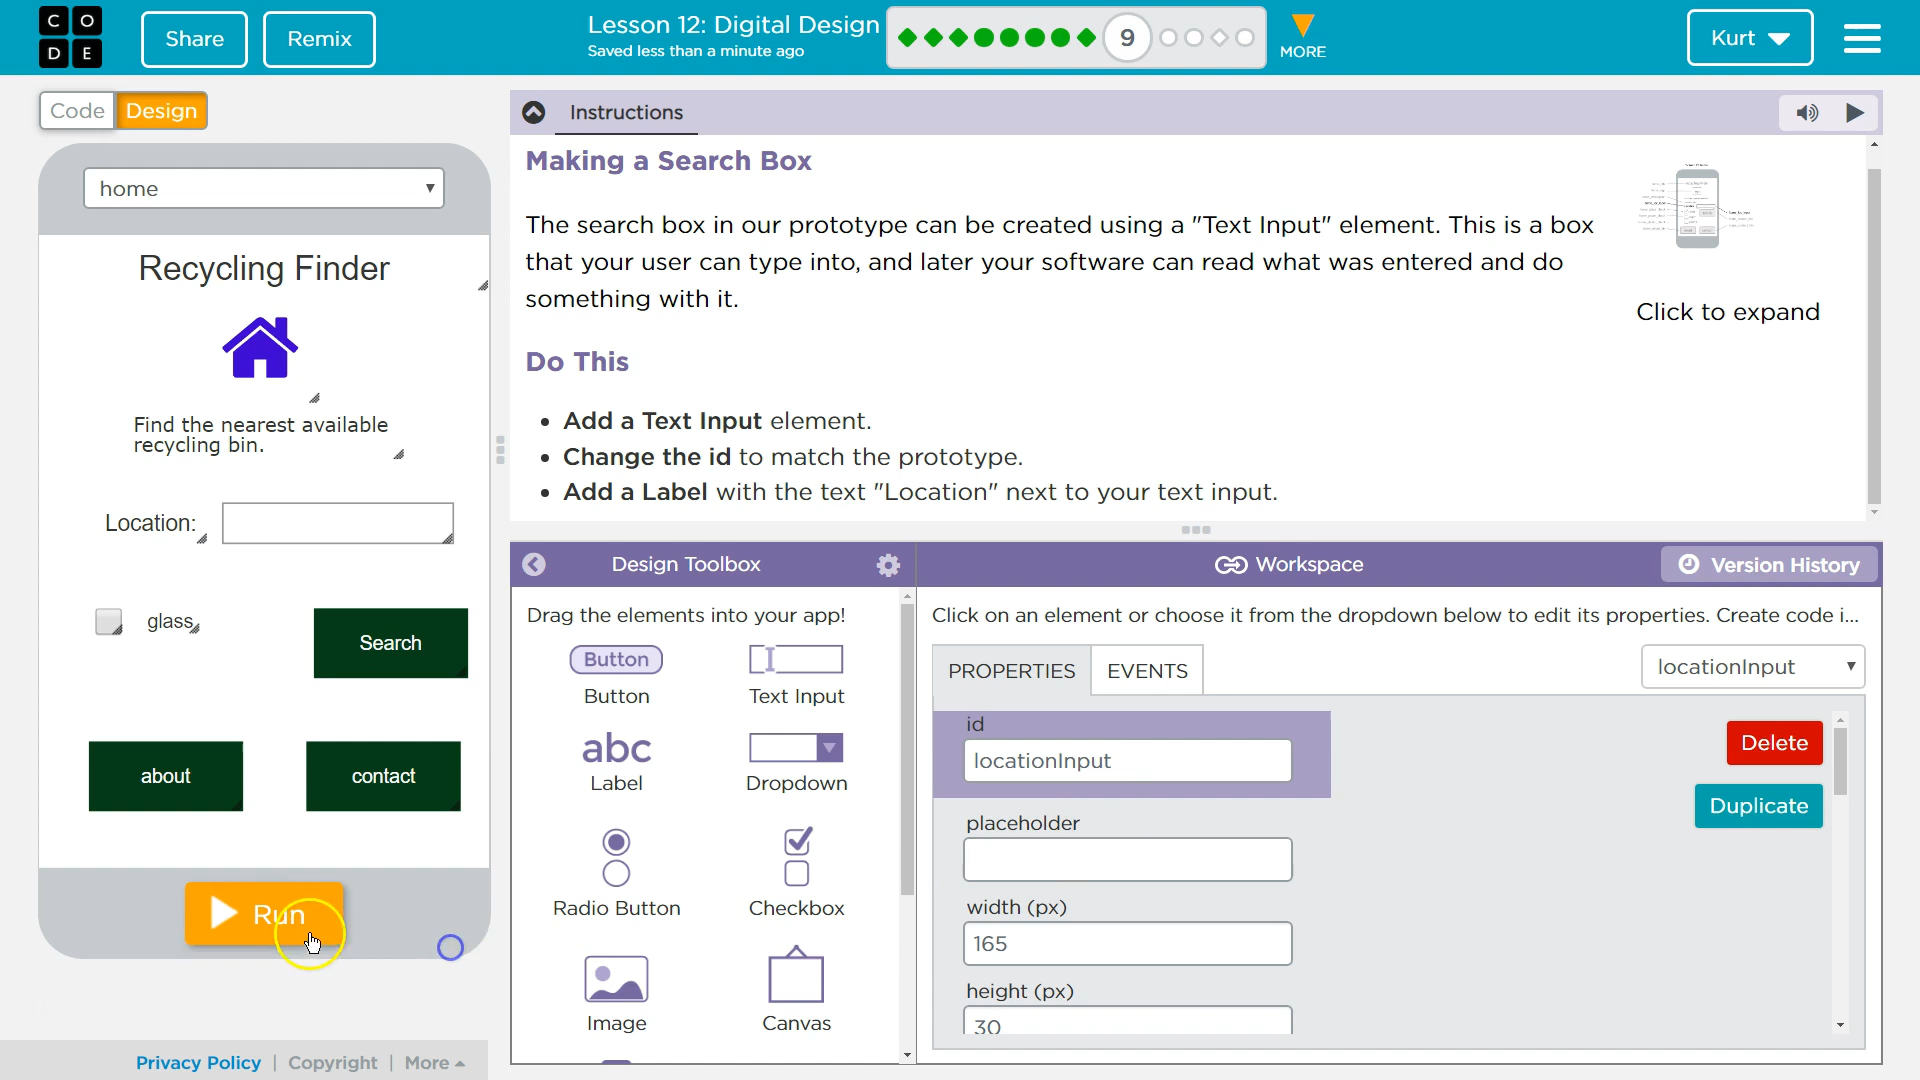 C O
D E
Share
Remix
Lesson 12: Digital Design
Saved less than a minute ago
9
MORE
Kurt
Code
Design
home
Recycling Finder
Find the nearest available
recycling bin.
Location:
glass
Search
about
contact
Run
Privacy Policy | Copyright | More
Instructions
Making a Search Box
The search box in our prototype can be created using a "Text Input" element. This is a box
that your user can type into, and later your software can read what was entered and do
something with it.
Click to expand
Do This
Add a Text Input element.
Change the id to match the prototype.
Add a Label with the text "Location" next to your text input.
Design Toolbox
Drag the elements into your app!
Button
Button
Text Input
abc
Label
Dropdown
Radio Button
Checkbox
Image
Canvas
Workspace
Version History
Click on an element or choose it from the dropdown below to edit its properties. Create code i...
PROPERTIES
EVENTS
locationInput
id
locationInput
Delete
Duplicate
placeholder
width (px)
165
height (px)
30